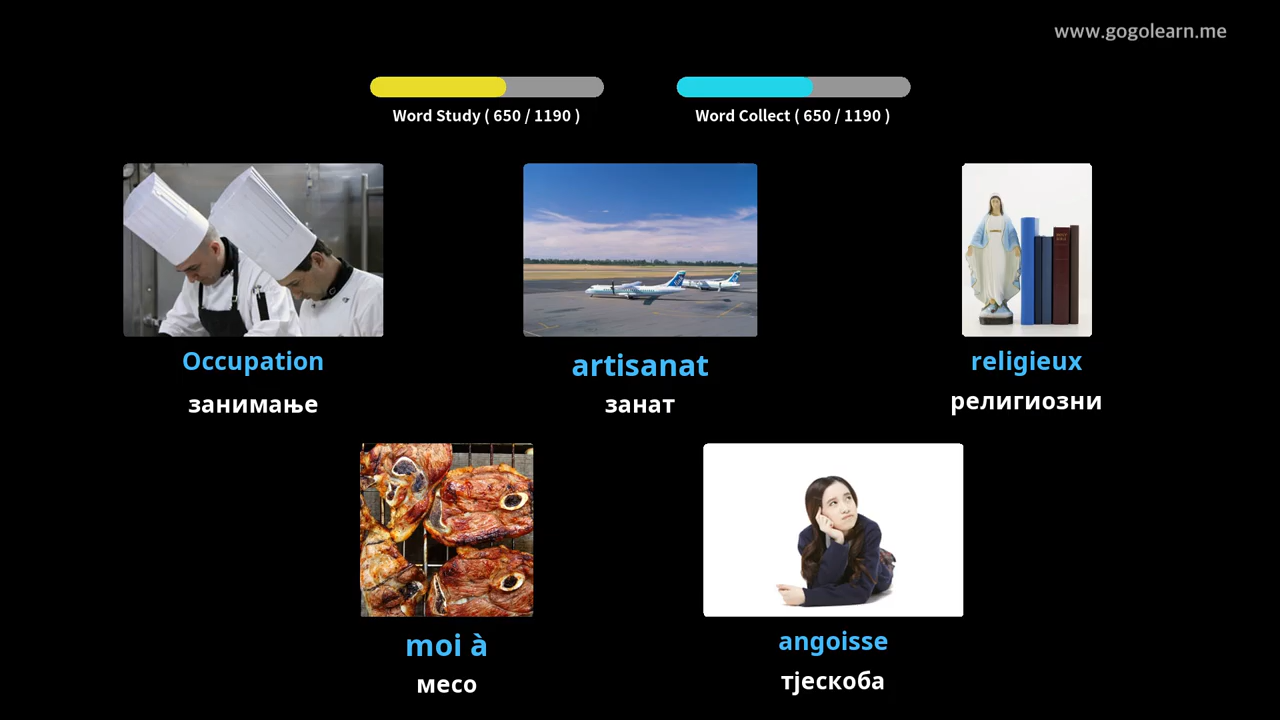 www.gogolearn.me
Word Study ( 650 / 1190 )
Word Collect ( 650 / 1190 )
Occupation
занимање
artisanat
занат
religieux
религиозни
moi à
месо
angoisse
тјескоба